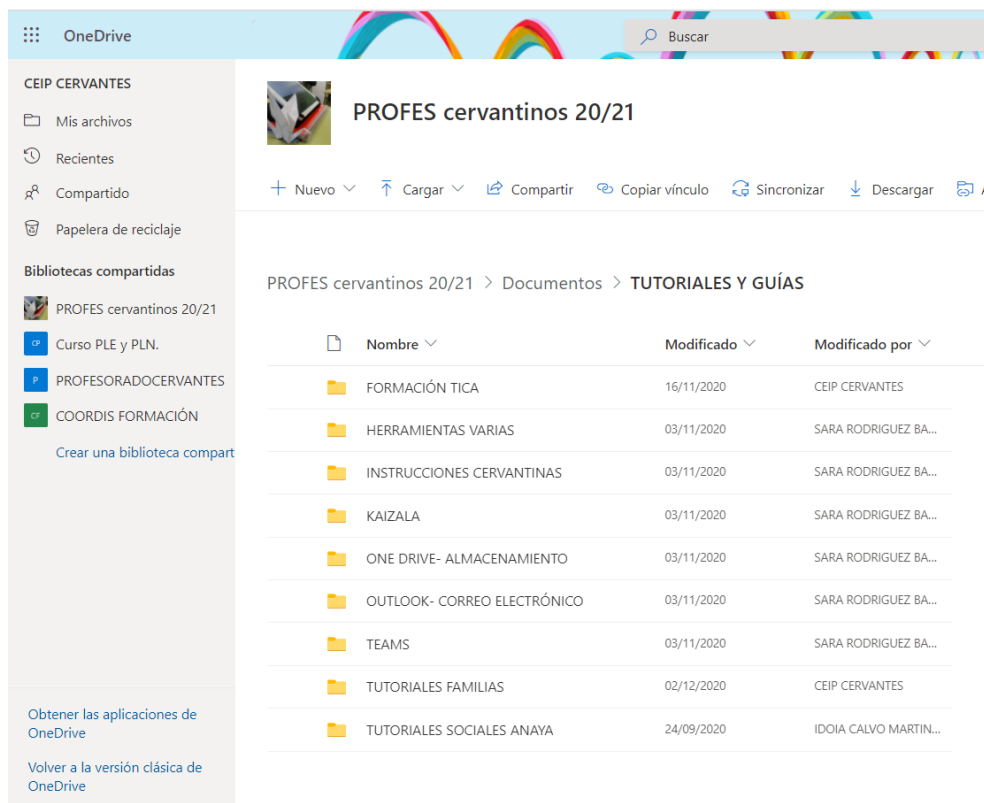 OneDrive
Buscar
CEIP CERVANTES
Mis archivos
Recientes
Compartido
Papelera de reciclaje
Bibliotecas compartidas
PROFES cervantinos 20/21
CP Curso PLE y PLN.
P PROFESORADOCERVANTES
CF COORDIS FORMACIÓN
Crear una biblioteca compart
Obtener las aplicaciones de
OneDrive
Volver a la versión clásica de
OneDrive
PROFES cervantinos 20/21
Nuevo Cargar Compartir Copiar vínculo Sincronizar Descargar
PROFES cervantinos 20/21 > Documentos > TUTORIALES Y GUÍAS
Nombre Modificado Modificado por
FORMACIÓN TICA 16/11/2020 CEIP CERVANTES
HERRAMIENTAS VARIAS 03/11/2020 SARA RODRIGUEZ BA...
INSTRUCCIONES CERVANTINAS 03/11/2020 SARA RODRIGUEZ BA...
KAIZALA 03/11/2020 SARA RODRIGUEZ BA...
ONE DRIVE- ALMACENAMIENTO 03/11/2020 SARA RODRIGUEZ BA...
OUTLOOK- CORREO ELECTRÓNICO 03/11/2020 SARA RODRIGUEZ BA...
TEAMS 03/11/2020 SARA RODRIGUEZ BA...
TUTORIALES FAMILIAS 02/12/2020 CEIP CERVANTES
TUTORIALES SOCIALES ANAYA 24/09/2020 IDOIA CALVO MARTIN...